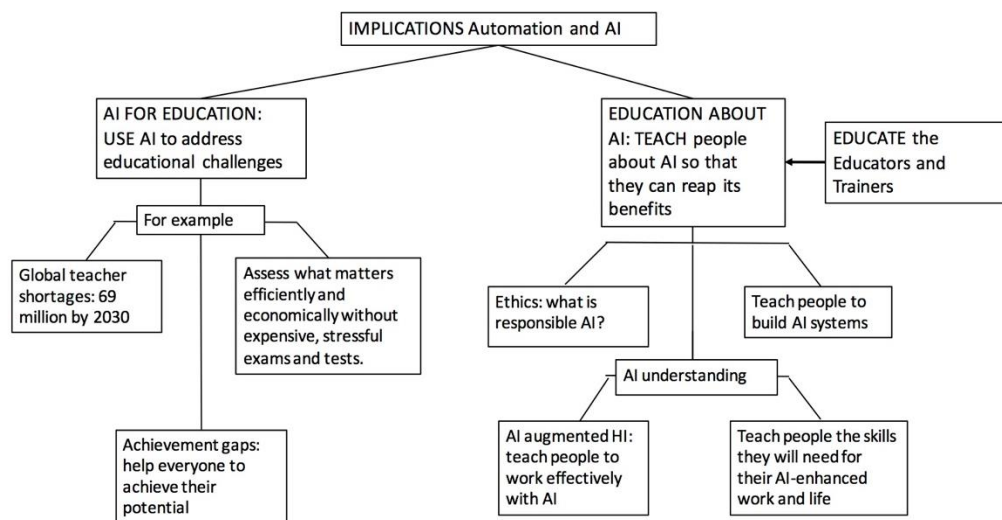 IMPLICATIONS Automation and AI
AI FOR EDUCATION:
USE AI to address
educational challenges
EDUCATION ABOUT
AI: TEACH people
about AI so that
they can reap its
benefits
EDUCATE the
Educators and
Trainers
For example
Global teacher
shortages: 69
million by 2030
Assess what matters
efficiently and
economically without
expensive, stressful
exams and tests.
Ethics: what is
responsible AI?
Teach people to
build AI systems
AI understanding
Achievement gaps:
help everyone to
achieve their
potential
AI augmented HI:
teach people to
work effectively
with AI
Teach people the skills
they will need for
their AI-enhanced
work and life